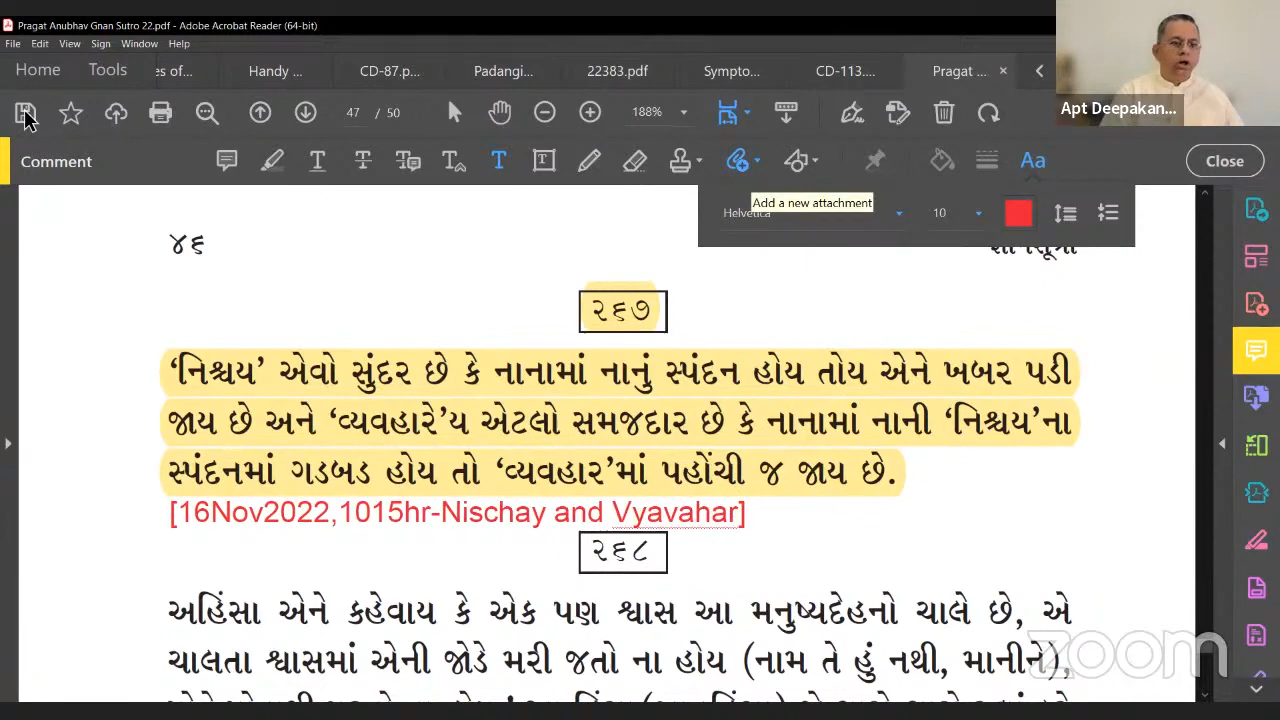 Pragat Anubhav Gnan Sutro 22.pdf - Adobe Acrobat Reader (64-bit)
File Edit View Sign Window Help
Home Tools es of... Handy ... CD-87.p... Padangi... 22383.pdf Sympto... CD-113.... Pragat ...
47 / 50 188%
Apt Deepakan...
Comment T T T T T Aa Close
Add a new attachment
Helvetica 10
૪૬ જ્ઞાનસૂત્રો
૨૬૭
‘નિશ્ચય’ એવો સુંદર છે કે નાનામાં નાનું સ્પંદન હોય તોય એને ખબર પડી
જાય છે અને ‘વ્યવહારે’ય એટલો સમજદાર છે કે નાનામાં નાની ‘નિશ્ચય’ના
સ્પંદનમાં ગડબડ હોય તો ‘વ્યવહાર’માં પહોંચી જ જાય છે.
[16Nov2022,1015hr-Nischay and Vyavahar]
૨૬૮
અહિંસા એને કહેવાય કે એક પણ શ્વાસ આ મનુષ્યદેહનો ચાલે છે, એ
ચાલતા શ્વાસમાં એની જોડે મરી જતો ના હોય (નામ તે હું નથી, માનીને),
zoom